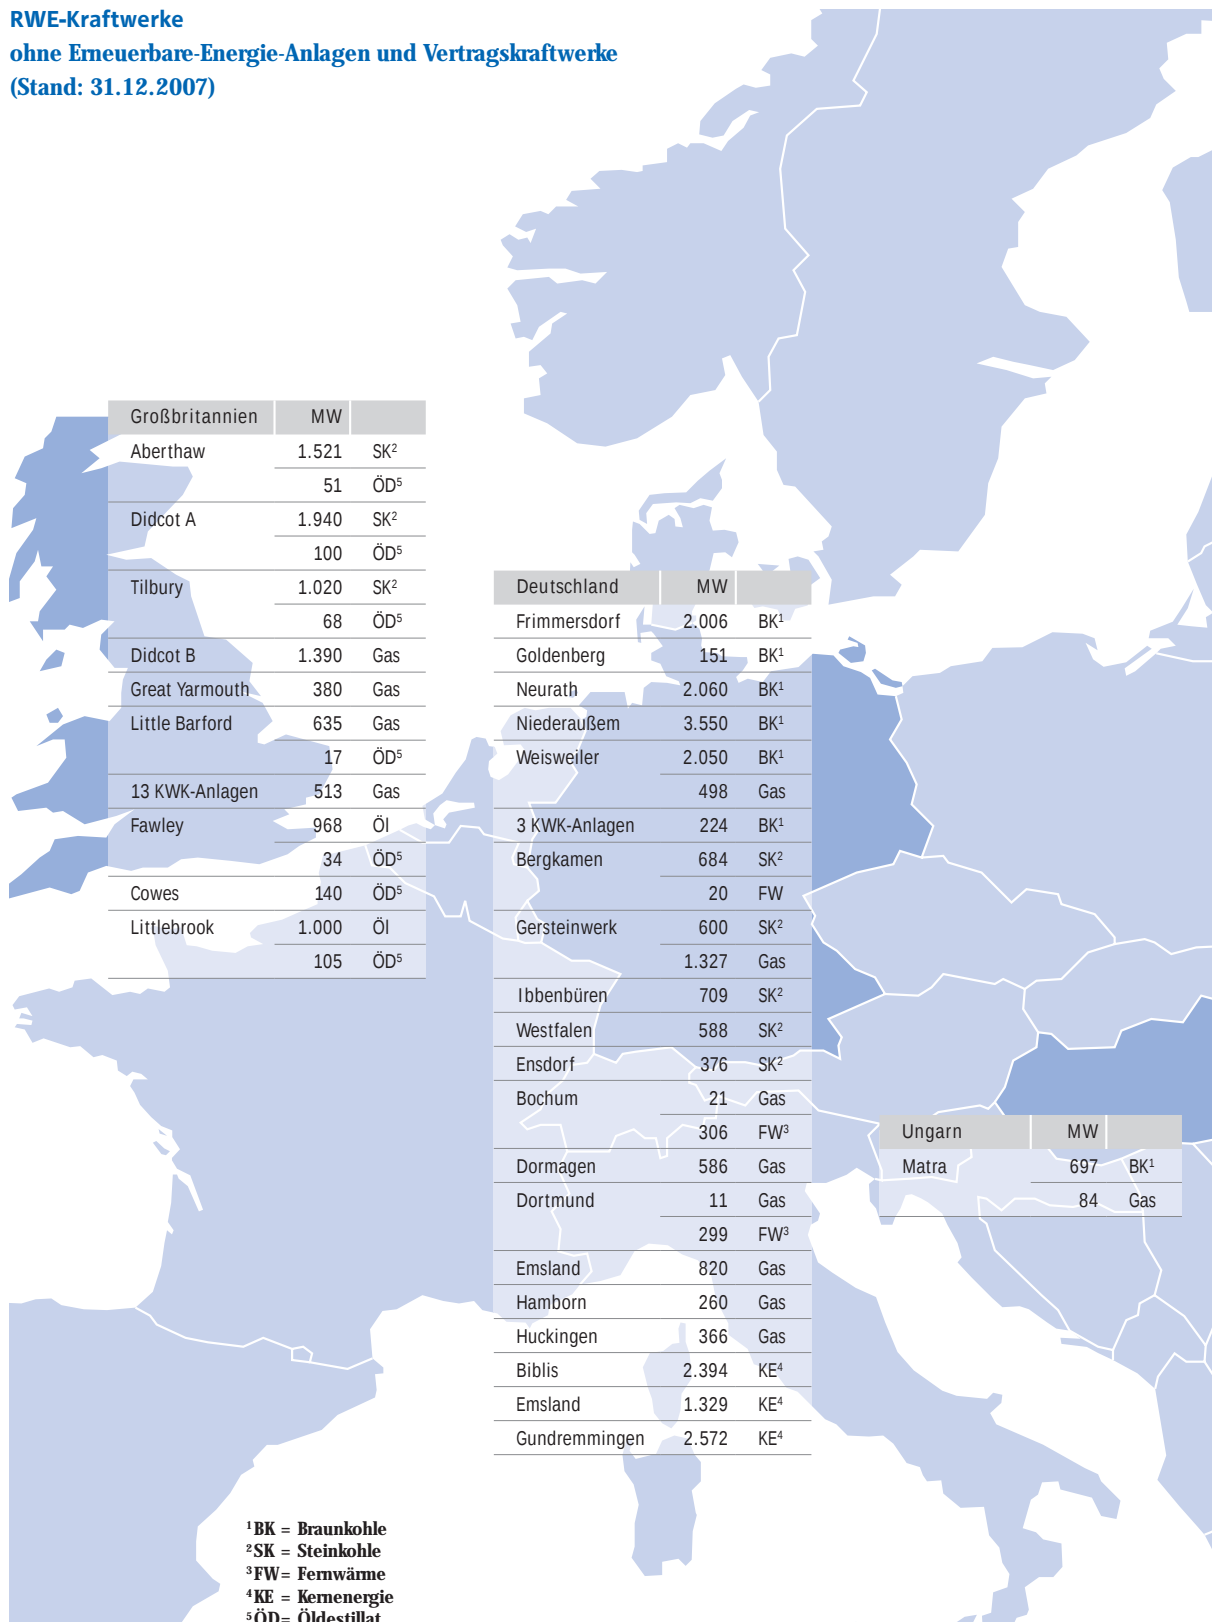 RWE-Kraftwerke
ohne Erneuerbare-Energie-Anlagen und Vertragskraftwerke
(Stand: 31.12.2007)
Großbritannien MW
Aberthaw 1.521 SK²
51 ÖD⁵
Didcot A 1.940 SK²
100 ÖD⁵
Tilbury 1.020 SK²
68 ÖD⁵
Didcot B 1.390 Gas
Great Yarmouth 380 Gas
Little Barford 635 Gas
17 ÖD⁵
13 KWK-Anlagen 513 Gas
Fawley 968 Öl
34 ÖD⁵
Cowes 140 ÖD⁵
Littlebrook 1.000 Öl
105 ÖD⁵
Deutschland MW
Frimmersdorf 2.006 BK¹
Goldenberg 151 BK¹
Neurath 2.060 BK¹
Niederaußem 3.550 BK¹
Weisweiler 2.050 BK¹
498 Gas
3 KWK-Anlagen 224 BK¹
Bergkamen 684 SK²
20 FW
Gersteinwerk 600 SK²
1.327 Gas
Ibbenbüren 709 SK²
Westfalen 588 SK²
Ensdorf 376 SK²
Bochum 21 Gas
306 FW³
Dormagen 586 Gas
Dortmund 11 Gas
299 FW³
Emsland 820 Gas
Hamborn 260 Gas
Huckingen 366 Gas
Biblis 2.394 KE⁴
Emsland 1.329 KE⁴
Gundremmingen 2.572 KE⁴
Ungarn MW
Matra 697 BK¹
84 Gas
¹BK = Braunkohle
²SK = Steinkohle
³FW= Fernwärme
⁴KE = Kernenergie
⁵ÖD= Öldestillat